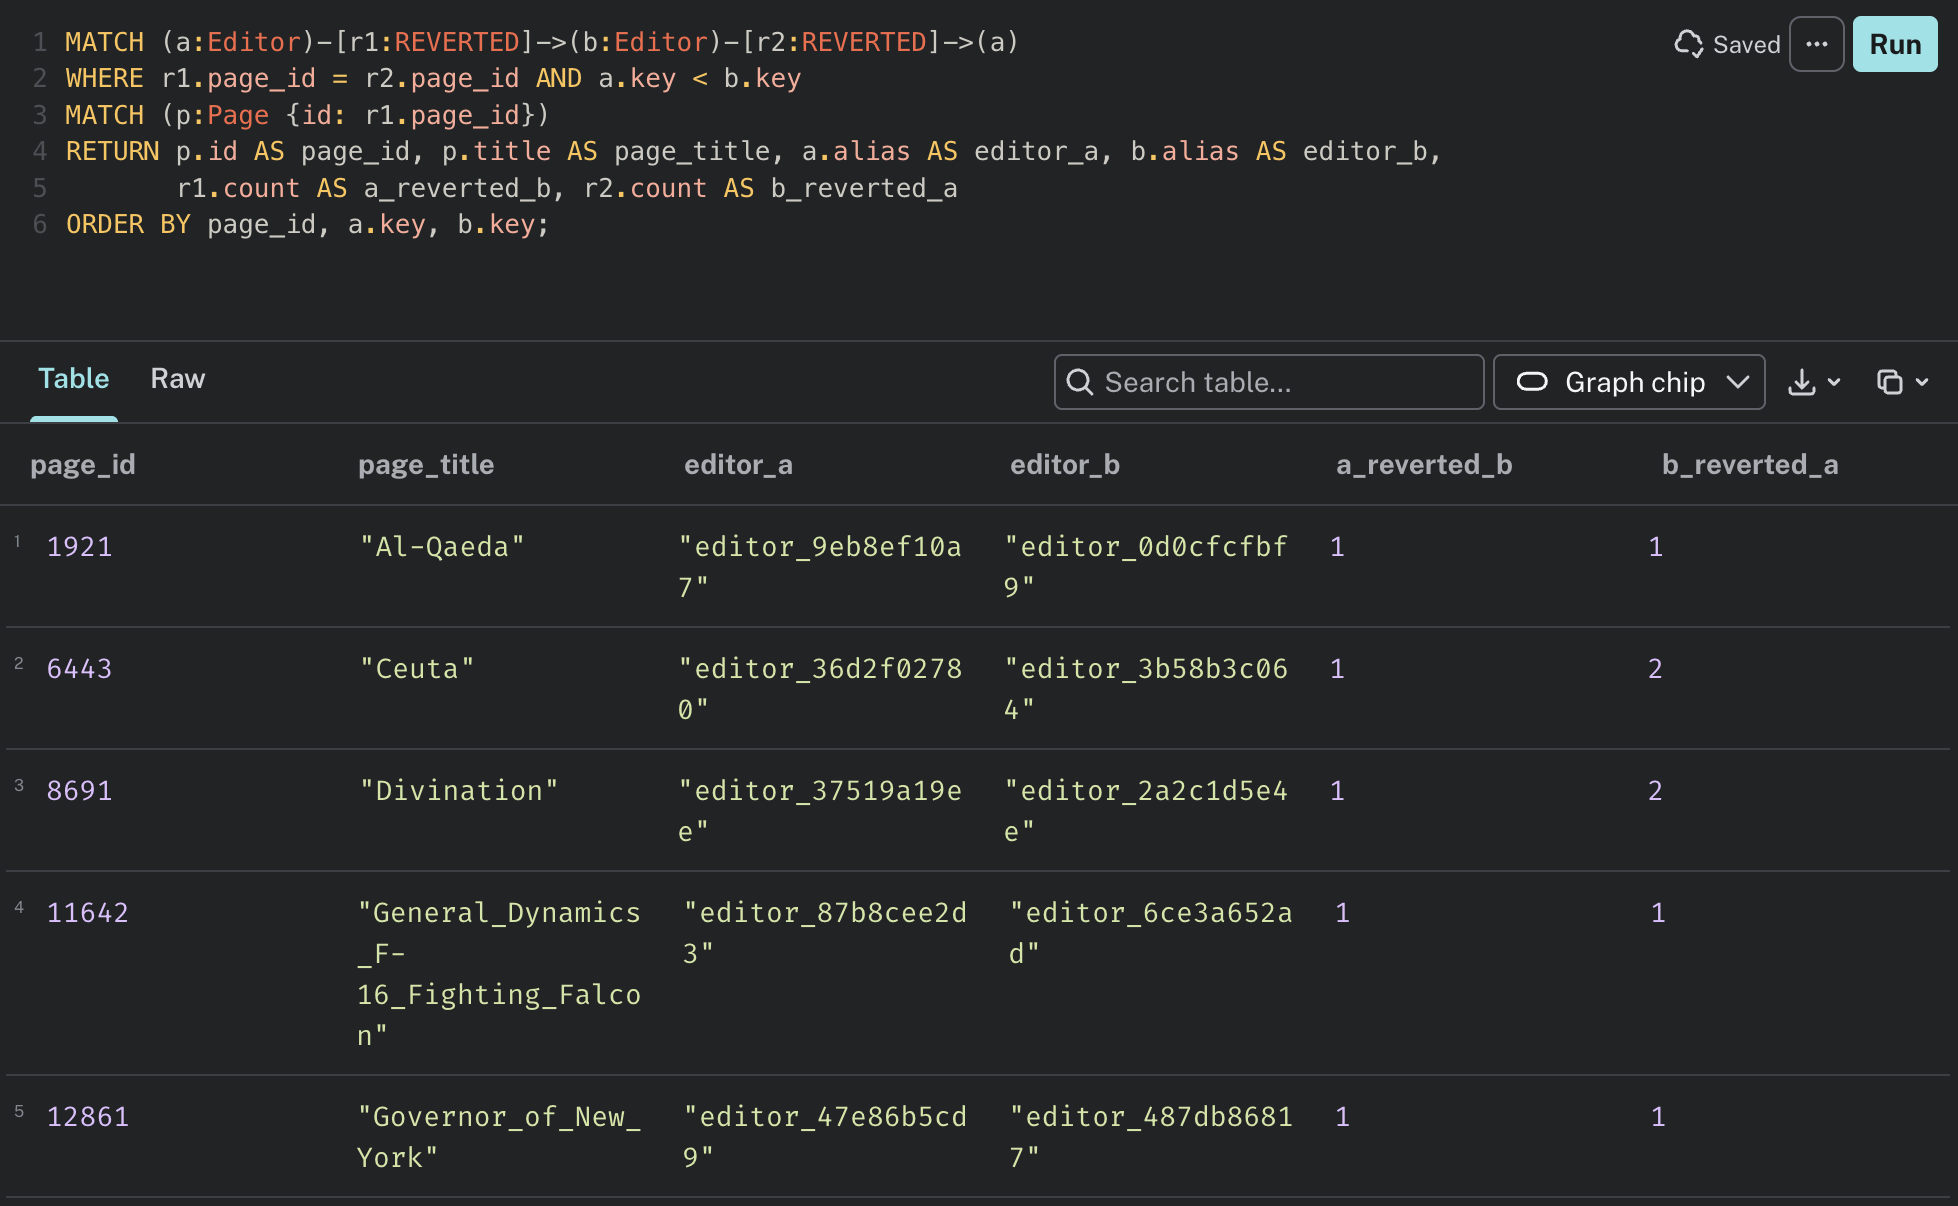 1 MATCH (a:Editor)-[r1:REVERTED]->(b:Editor)-[r2:REVERTED]->(a)
2 WHERE r1.page_id = r2.page_id AND a.key < b.key
3 MATCH (p:Page {id: r1.page_id})
4 RETURN p.id AS page_id, p.title AS page_title, a.alias AS editor_a, b.alias AS editor_b,
5        r1.count AS a_reverted_b, r2.count AS b_reverted_a
6 ORDER BY page_id, a.key, b.key;
Saved ... Run
Table Raw Search table... Graph chip
page_id page_title editor_a editor_b a_reverted_b b_reverted_a
1 1921 "Al-Qaeda" "editor_9eb8ef10a "editor_0d0cfcfbf 1 1
7" 9"
2 6443 "Ceuta" "editor_36d2f0278 "editor_3b58b3c06 1 2
0" 4"
3 8691 "Divination" "editor_37519a19e "editor_2a2c1d5e4 1 2
e" e"
4 11642 "General_Dynamics "editor_87b8cee2d "editor_6ce3a652a 1 1
_F- 3" d"
16_Fighting_Falco
n"
5 12861 "Governor_of_New_ "editor_47e86b5cd "editor_487db8681 1 1
York" 9" 7"